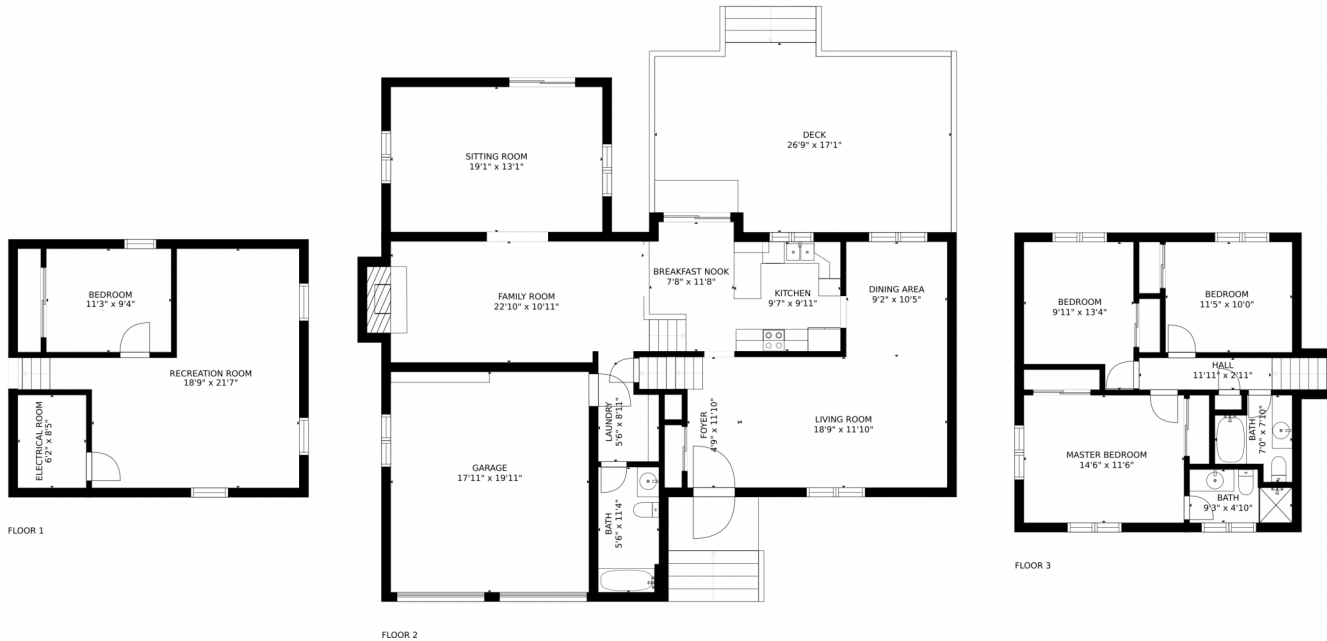 BEDROOM
11'3" x 9'4"
RECREATION ROOM
18'9" x 21'7"
ELECTRICAL ROOM
6'2" x 8'5"
FLOOR 1
DECK
26'9" x 17'1"
SITTING ROOM
19'1" x 13'1"
BREAKFAST NOOK
7'8" x 11'8"
KITCHEN
9'7" x 9'11"
DINING AREA
9'2" x 10'5"
FAMILY ROOM
22'10" x 10'11"
LAUNDRY
5'6" x 8'11"
FOYER
4'9" x 11'10"
LIVING ROOM
18'9" x 11'10"
GARAGE
17'11" x 19'11"
BATH
5'6" x 11'4"
FLOOR 2
BEDROOM
9'11" x 13'4"
BEDROOM
11'5" x 10'0"
HALL
11'11" x 2'11"
MASTER BEDROOM
14'6" x 11'6"
BATH
7'0" x 7'10"
BATH
9'3" x 4'10"
FLOOR 3